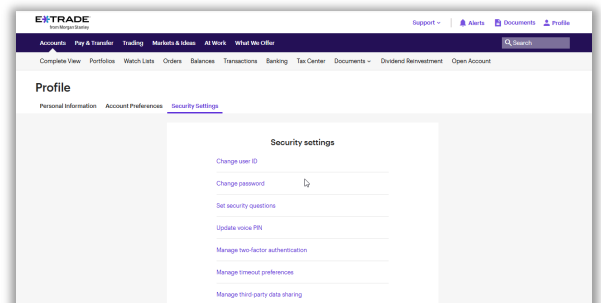 E*TRADE
from Morgan Stanley
Support Alerts Documents Profile
Accounts Pay & Transfer Trading Markets & Ideas At Work What We Offer Search
Complete View Portfolios Watch Lists Orders Balances Transactions Banking Tax Center Documents Dividend Reinvestment Open Account
Profile
Personal Information Account Preferences Security Settings
Security settings
Change user ID
Change password
Set security questions
Update voice PIN
Manage two-factor authentication
Manage timeout preferences
Manage third-party data sharing